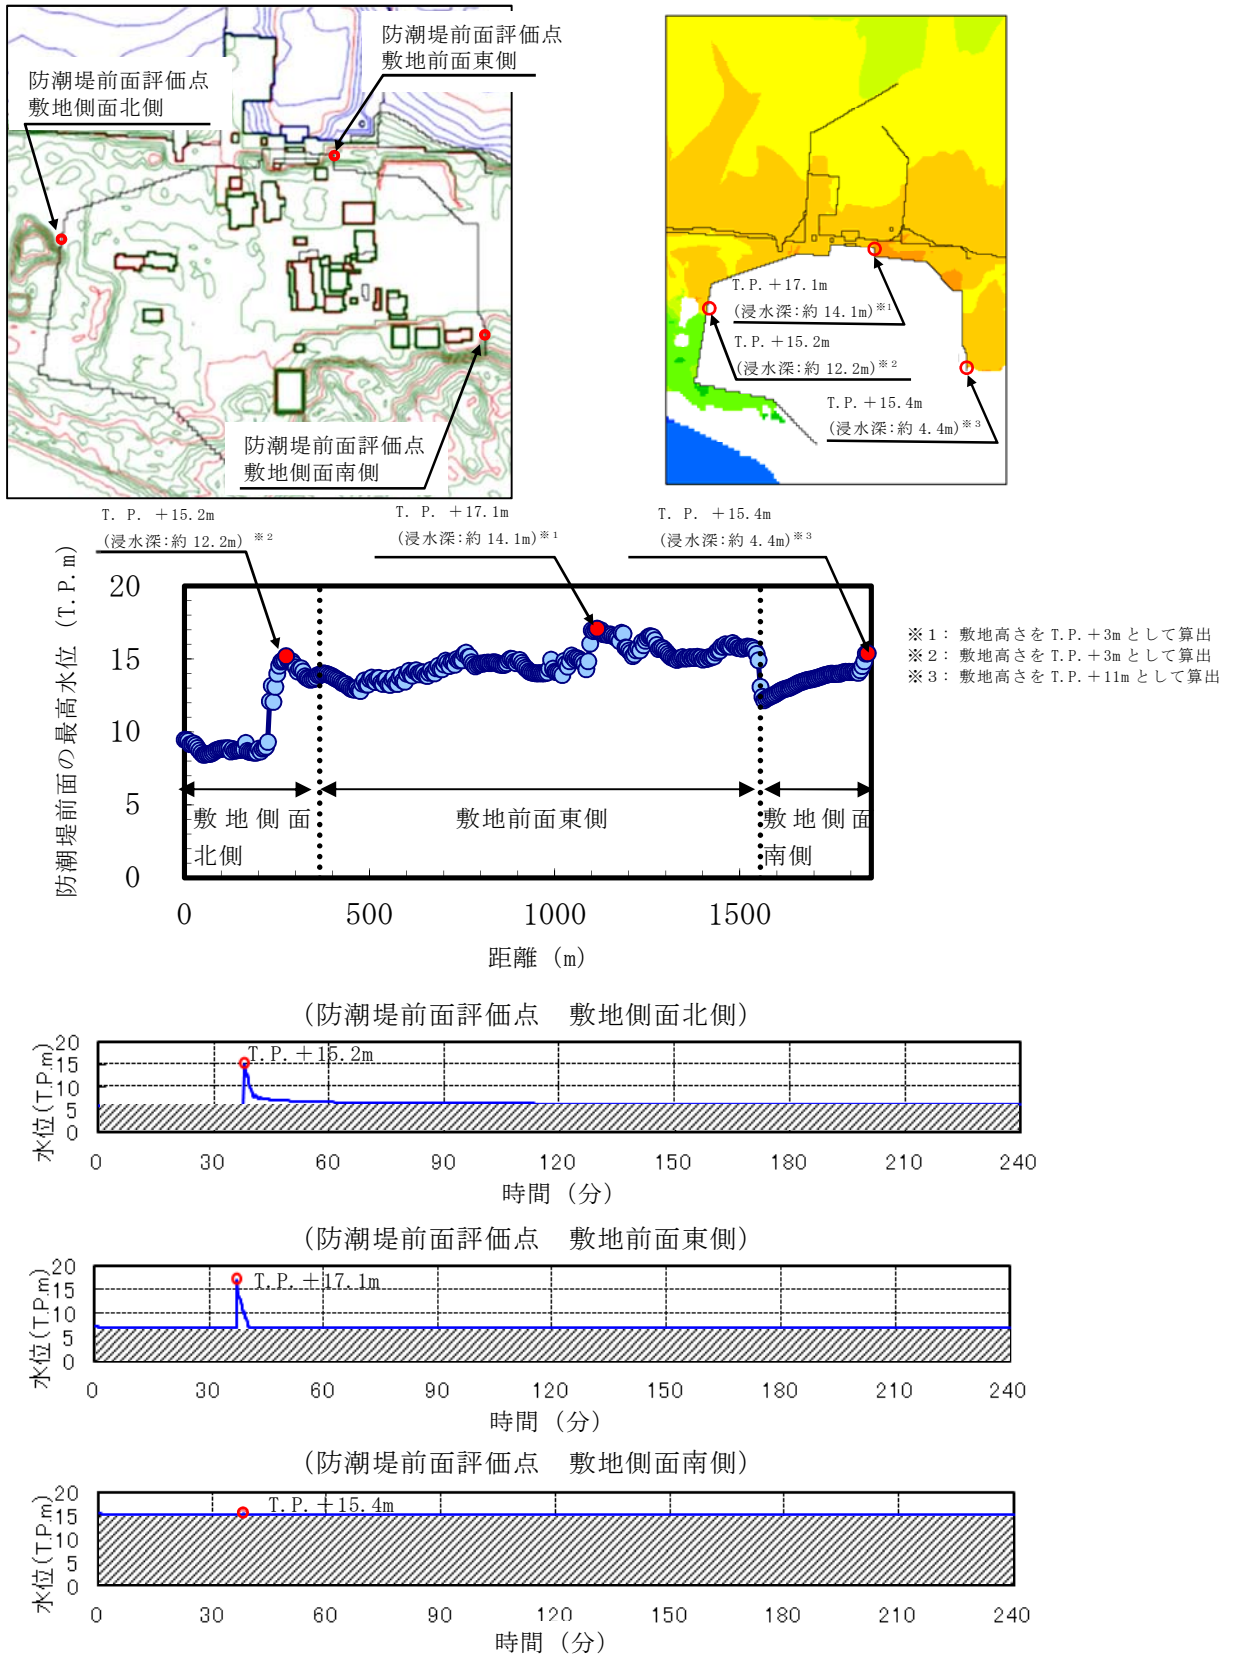 防潮堤前面評価点
敷地前面東側
防潮堤前面評価点
敷地側面北側
防潮堤前面評価点
敷地側面南側
T.P.+17.1m
(浸水深:約 14.1m)※1
T.P.+15.2m
(浸水深:約 12.2m)※2
T.P.+15.4m
(浸水深:約 4.4m)※3
T. P. +15.2m
(浸水深:約 12.2m) ※2
T. P. +17.1m
(浸水深:約 14.1m)※1
T. P. +15.4m
(浸水深:約 4.4m)※3
防潮堤前面の最高水位 (T.P.m)
20
15
10
5
0
敷地側面
北側
敷地前面東側
敷地側面
南側
0 500 1000 1500
距離 (m)
※1: 敷地高さを T.P.+3m として算出
※2: 敷地高さを T.P.+3m として算出
※3: 敷地高さを T.P.+11m として算出
(防潮堤前面評価点 敷地側面北側)
水位(T.P.m)
20
15
10
5
0
T.P.+15.2m
0 30 60 90 120 150 180 210 240
時間 (分)
(防潮堤前面評価点 敷地前面東側)
水位(T.P.m)
20
15
10
5
0
T.P.+17.1m
0 30 60 90 120 150 180 210 240
時間 (分)
(防潮堤前面評価点 敷地側面南側)
水位(T.P.m)
20
15
10
5
0
T.P.+15.4m
0 30 60 90 120 150 180 210 240
時間 (分)